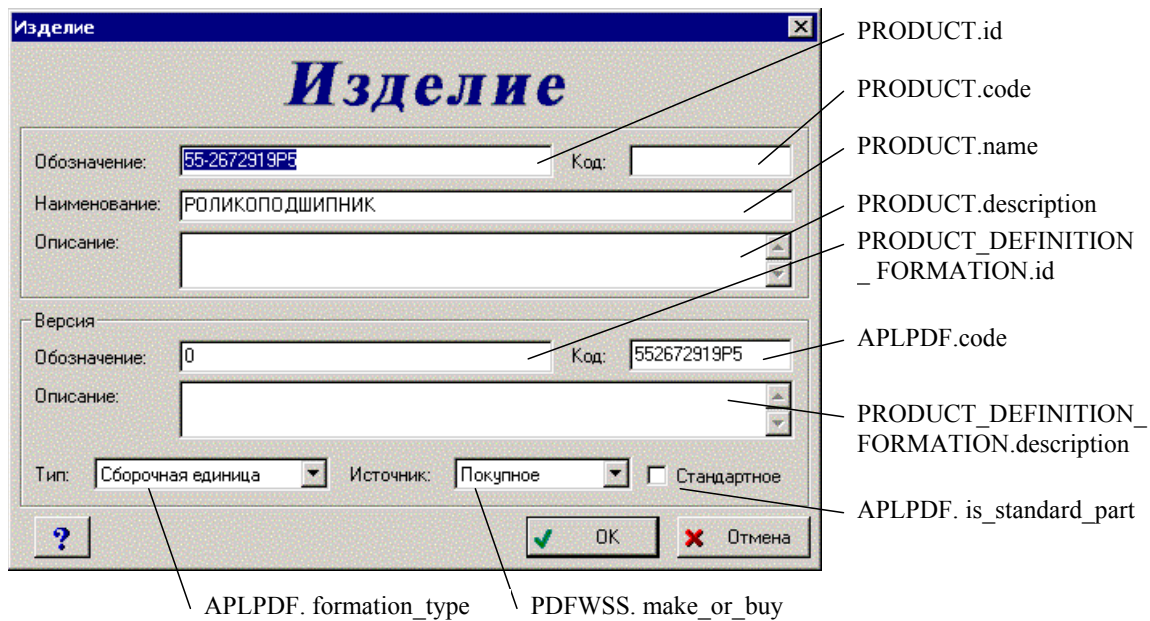 Изделие
Изделие
Обозначение: 55-2672919Р5 Код:
Наименование: РОЛИКОПОДШИПНИК
Описание:
Версия
Обозначение: 0 Код: 552672919Р5
Описание:
Тип: Сборочная единица Источник: Покупное Стандартное
? OK Отмена
PRODUCT.id
PRODUCT.code
PRODUCT.name
PRODUCT.description
PRODUCT_DEFINITION
_ FORMATION.id
APLPDF.code
PRODUCT_DEFINITION_
FORMATION.description
APLPDF. is_standard_part
APLPDF. formation_type PDFWSS. make_or_buy